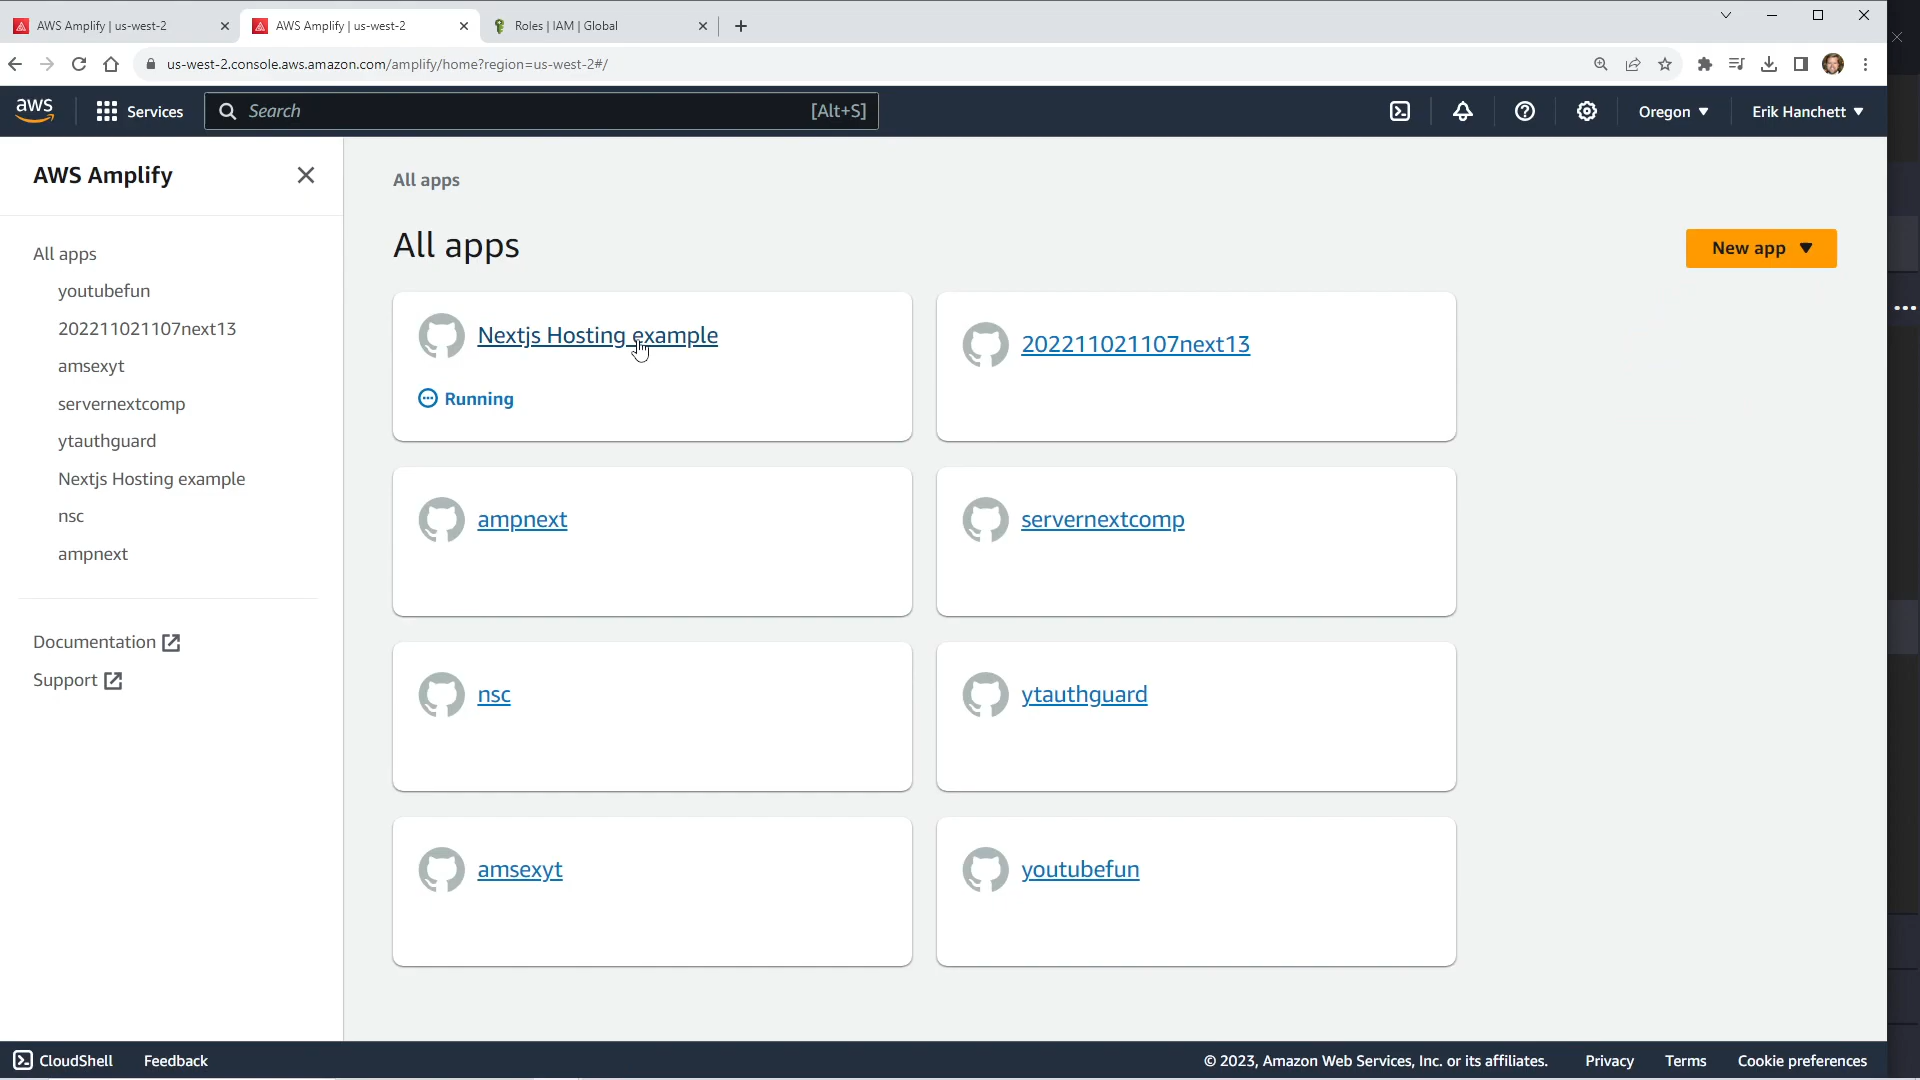 AWS Amplify | us-west-2
AWS Amplify | us-west-2
Roles | IAM | Global
us-west-2.console.aws.amazon.com/amplify/home?region=us-west-2#/
aws
Services
Search
[Alt+S]
Oregon
Erik Hanchett
AWS Amplify
All apps
youtubefun
202211021107next13
amsexyt
servernextcomp
ytauthguard
Nextjs Hosting example
nsc
ampnext
Documentation
Support
All apps
All apps
New app
Nextjs Hosting example
Running
202211021107next13
ampnext
servernextcomp
nsc
ytauthguard
amsexyt
youtubefun
CloudShell
Feedback
© 2023, Amazon Web Services, Inc. or its affiliates.
Privacy
Terms
Cookie preferences